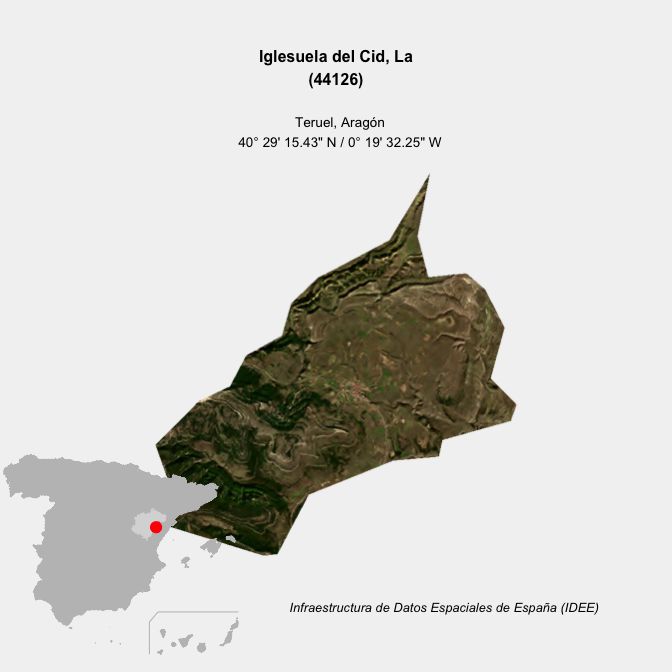 Iglesuela del Cid, La
(44126)
Teruel, Aragón
40° 29' 15.43" N / 0° 19' 32.25" W
Infraestructura de Datos Espaciales de España (IDEE)